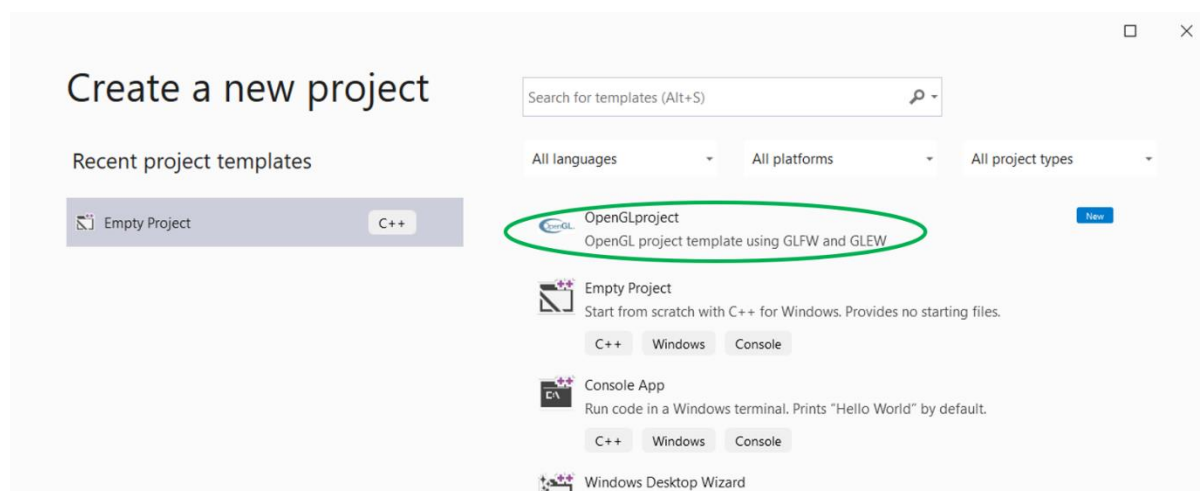 Create a new project
Search for templates (Alt+S)
Recent project templates
All languages
All platforms
All project types
Empty Project
C++
OpenGL
OpenGLproject
New
OpenGL project template using GLFW and GLEW
Empty Project
Start from scratch with C++ for Windows. Provides no starting files.
C++ Windows Console
Console App
Run code in a Windows terminal. Prints "Hello World" by default.
C++ Windows Console
Windows Desktop Wizard